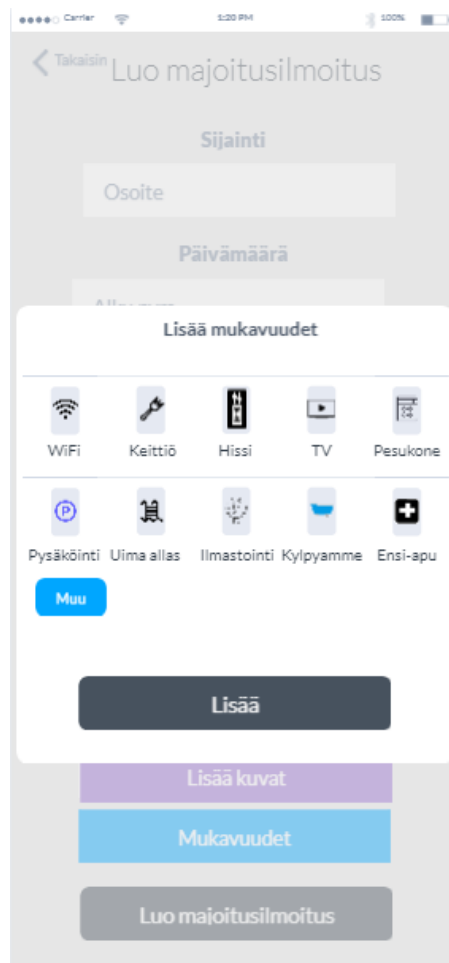 Carrier 1:20 PM 100%
Takaisin Luo majoitusilmoitus
Sijainti
Osoite
Päivämäärä
Lisää mukavuudet
WiFi Keittiö Hissi TV Pesukone
P
Pysäköinti Uima allas Ilmastointi Kylpyamme Ensi-apu
Muu
Lisää
Lisää kuvat
Mukavuudet
Luo majoitusilmoitus